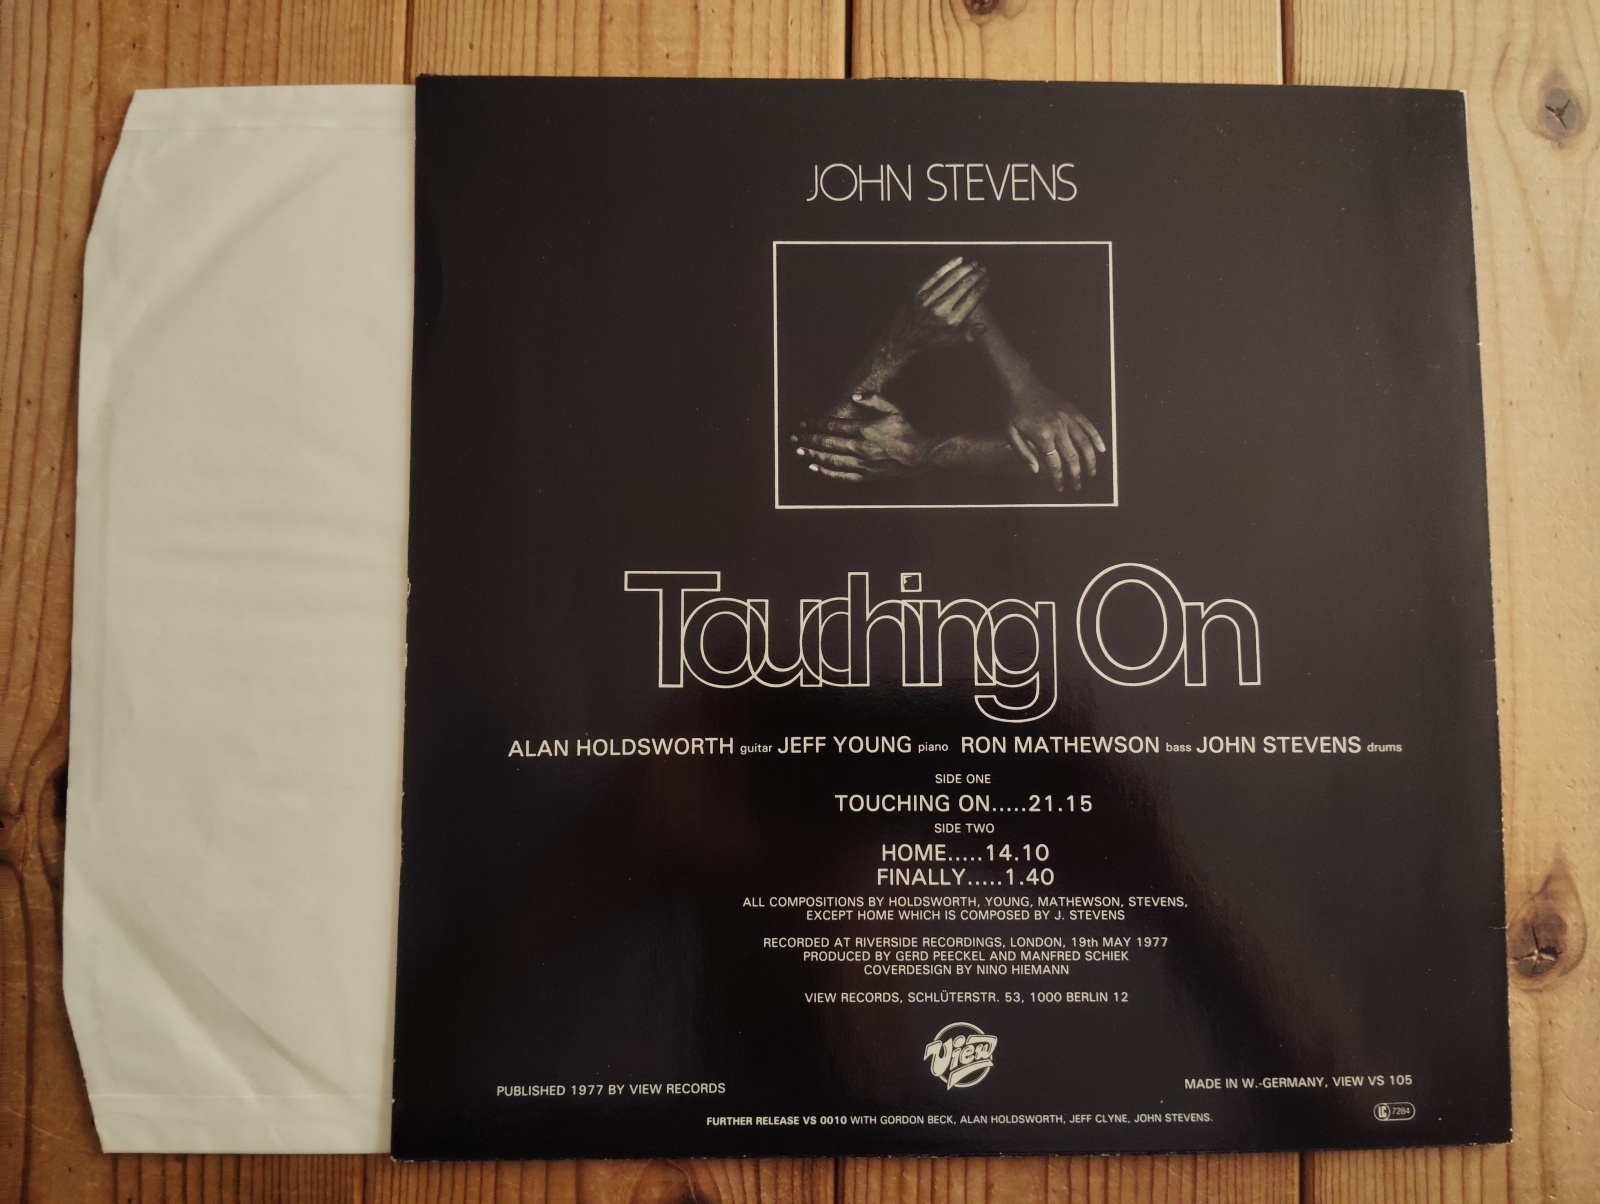 JOHN STEVENS
Touching On
ALAN HOLDSWORTH guitar JEFF YOUNG piano RON MATHEWSON bass JOHN STEVENS drums
SIDE ONE
TOUCHING ON.....21.15
SIDE TWO
HOME.....14.10
FINALLY.....1.40
ALL COMPOSITIONS BY HOLDSWORTH, YOUNG, MATHEWSON, STEVENS,
EXCEPT HOME WHICH IS COMPOSED BY J. STEVENS
RECORDED AT RIVERSIDE RECORDINGS, LONDON, 19th MAY 1977
PRODUCED BY GERD PEECKEL AND MANFRED SCHIEK
COVERDESIGN BY NINO HIEMANN
VIEW RECORDS, SCHLÜTERSTR. 53, 1000 BERLIN 12
View
PUBLISHED 1977 BY VIEW RECORDS
MADE IN W.-GERMANY, VIEW VS 105
LC 7284
FURTHER RELEASE VS 0010 WITH GORDON BECK, ALAN HOLDSWORTH, JEFF CLYNE, JOHN STEVENS.